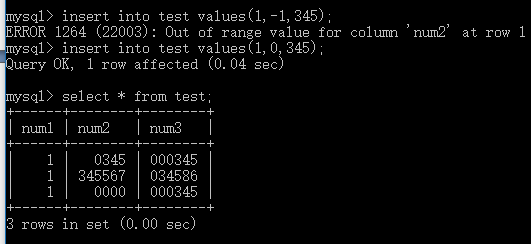 mysql> insert into test values(1,-1,345);
ERROR 1264 (22003): Out of range value for column 'num2' at row 1
mysql> insert into test values(1,0,345);
Query OK, 1 row affected (0.04 sec)
mysql> select * from test;
+------+--------+--------+
| num1 | num2 | num3 |
+------+--------+--------+
| 1 | 0345 | 000345 |
| 1 | 345567 | 034586 |
| 1 | 0000 | 000345 |
+------+--------+--------+
3 rows in set (0.00 sec)